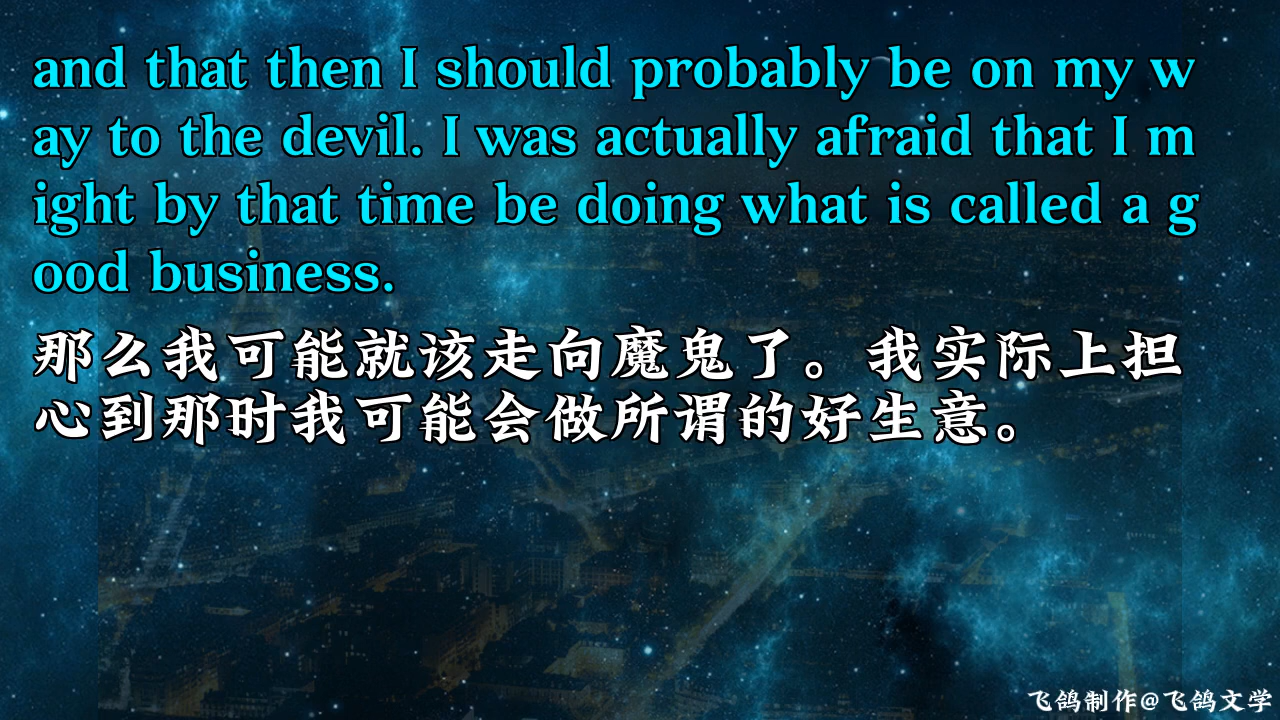 and that then I should probably be on my w
ay to the devil. I was actually afraid that I m
ight by that time be doing what is called a g
ood business.
那么我可能就该走向魔鬼了。我实际上担
心到那时我可能会做所谓的好生意。
飞鸽制作@飞鸽文学